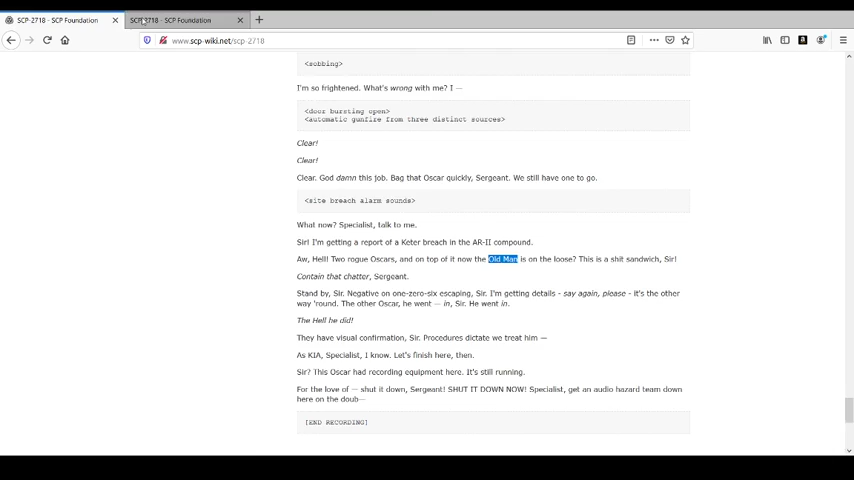 SCP-2718 - SCP Foundation
SCP-2718 - SCP Foundation
www.scp-wiki.net/scp-2718
<sobbing>
I'm so frightened. What's wrong with me? I —
<door bursting open>
<automatic gunfire from three distinct sources>
Clear!
Clear!
Clear. God damn this job. Bag that Oscar quickly, Sergeant. We still have one to go.
<site breach alarm sounds>
What now? Specialist, talk to me.
Sir! I'm getting a report of a Keter breach in the AR-II compound.
Aw, Hell! Two rogue Oscars, and on top of it now the Old Man is on the loose? This is a shit sandwich, Sir!
Contain that chatter, Sergeant.
Stand by, Sir. Negative on one-zero-six escaping, Sir. I'm getting details - say again, please - it's the other
way 'round. The other Oscar, he went — in, Sir. He went in.
The Hell he did!
They have visual confirmation, Sir. Procedures dictate we treat him —
As KIA, Specialist, I know. Let's finish here, then.
Sir? This Oscar had recording equipment here. It's still running.
For the love of — shut it down, Sergeant! SHUT IT DOWN NOW! Specialist, get an audio hazard team down
here on the doub—
[END RECORDING]